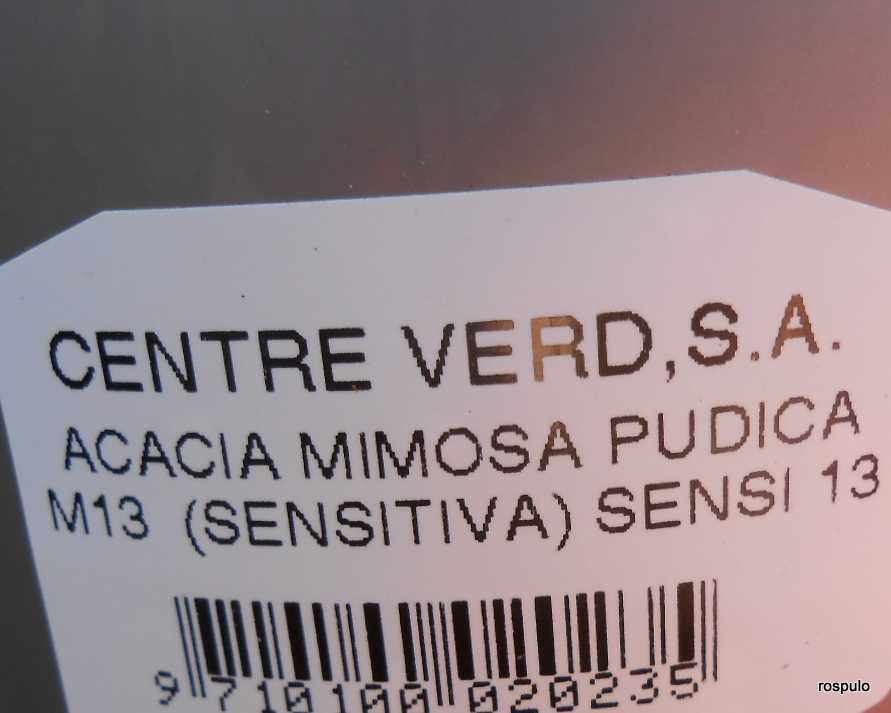 CENTRE VERD,S.A.
ACACIA MIMOSA PUDICA
M13 (SENSITIVA) SENSI 13
9 710100 020235
rospulo